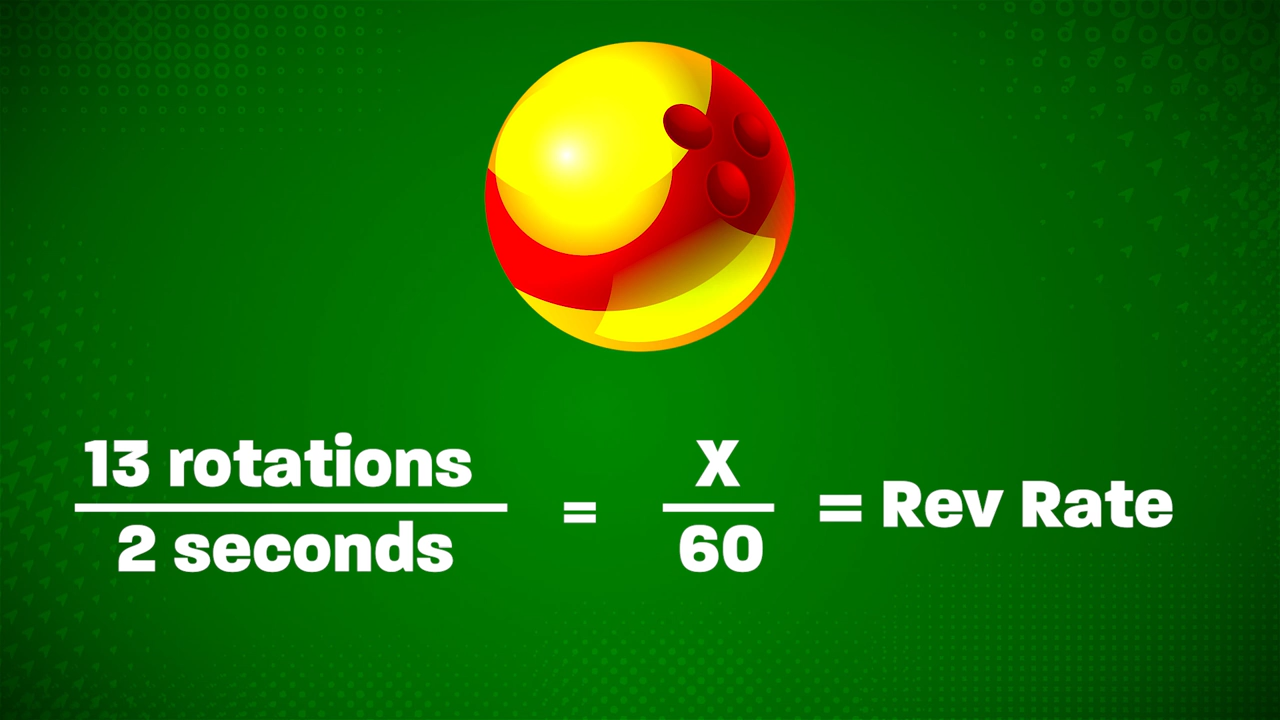 13 rotations
2 seconds
=
X
60
= Rev Rate